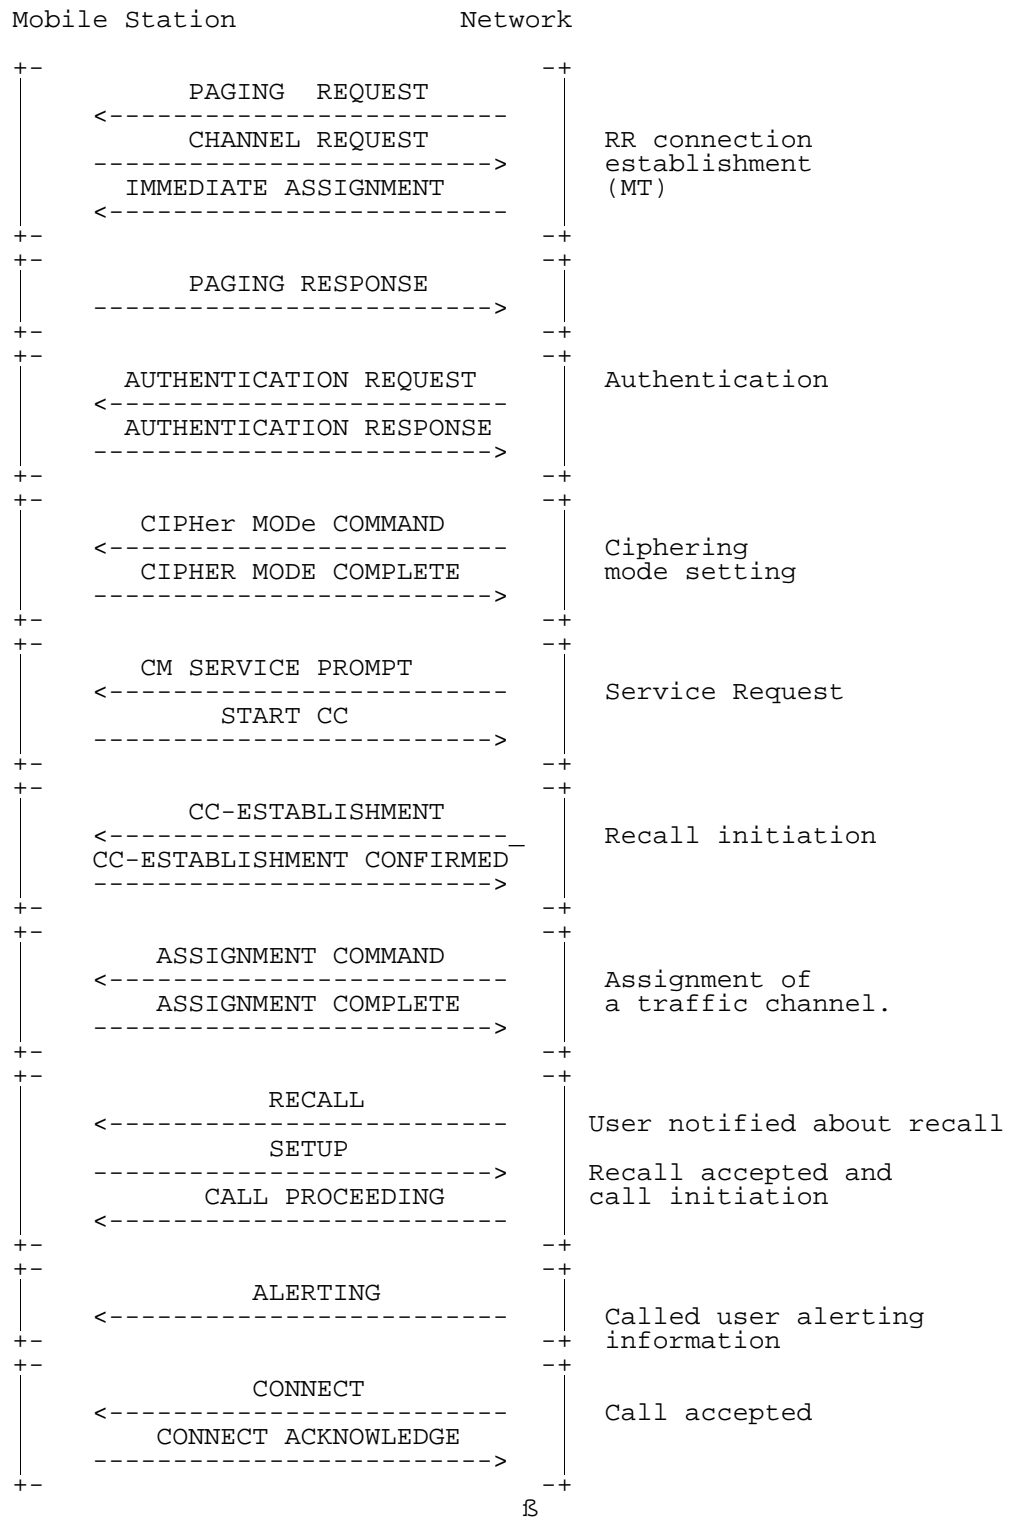 Mobile Station Network
+- -+
PAGING REQUEST
<-------------------------
CHANNEL REQUEST RR connection
-------------------------> establishment
IMMEDIATE ASSIGNMENT (MT)
<-------------------------
+- -+
+- -+
PAGING RESPONSE
------------------------->
+- -+
+- -+
AUTHENTICATION REQUEST Authentication
<-------------------------
AUTHENTICATION RESPONSE
------------------------->
+- -+
+- -+
CIPHer MODe COMMAND
<------------------------- Ciphering
CIPHER MODE COMPLETE mode setting
------------------------->
+- -+
+- -+
CM SERVICE PROMPT
<------------------------- Service Request
START CC
------------------------->
+- -+
+- -+
CC-ESTABLISHMENT
<-------------------------_ Recall initiation
CC-ESTABLISHMENT CONFIRMED
------------------------->
+- -+
+- -+
ASSIGNMENT COMMAND
<------------------------- Assignment of
ASSIGNMENT COMPLETE a traffic channel.
------------------------->
+- -+
+- -+
RECALL
<------------------------- User notified about recall
SETUP
-------------------------> Recall accepted and
CALL PROCEEDING call initiation
<-------------------------
+- -+
+- -+
ALERTING
<------------------------- Called user alerting
+- -+ information
+- -+
CONNECT
<------------------------- Call accepted
CONNECT ACKNOWLEDGE
------------------------->
+- -+
ß